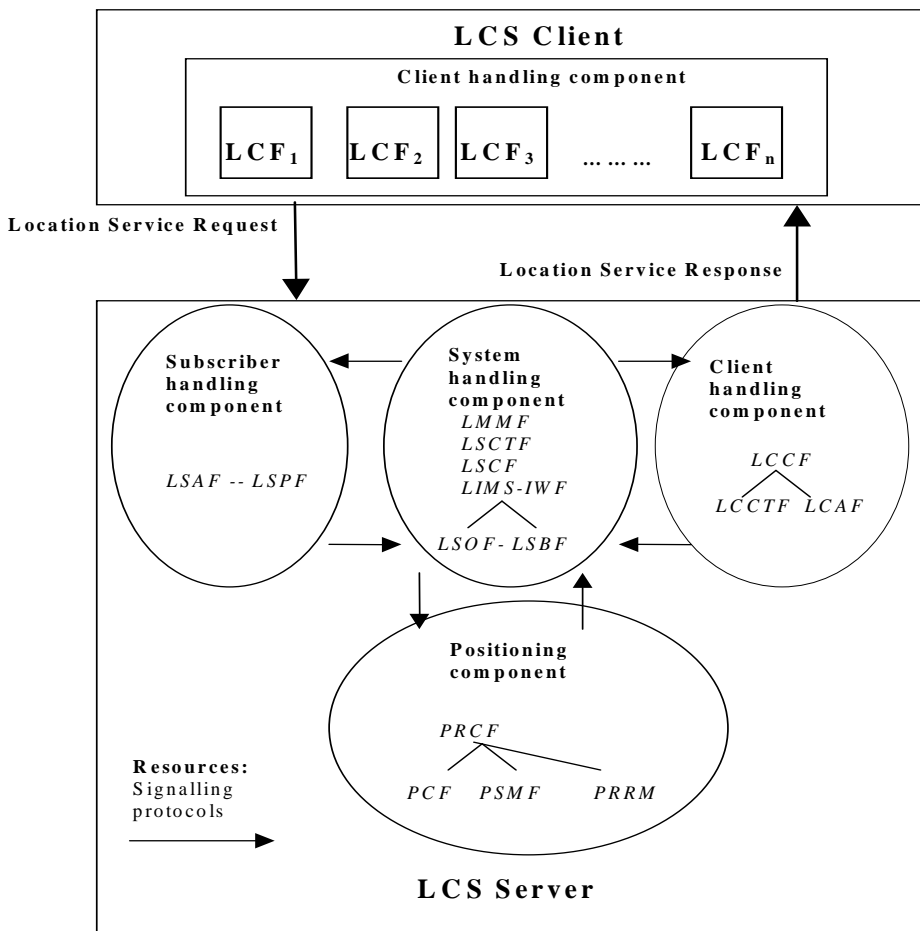 LCS Client
Client handling component
LCF₁ LCF₂ LCF₃ ... ... ... LCFₙ
Location Service Request
Location Service Response
Subscriber
handling
component
LSAF -- LSPF
System
handling
component
LMMF
LSCTF
LSCF
LIMS-IWF
LSOF- LSBF
Client
handling
component
LCCF
LCCTF LCAF
Positioning
component
PRCF
PCF PSMF PRRM
Resources:
Signalling
protocols
LCS Server